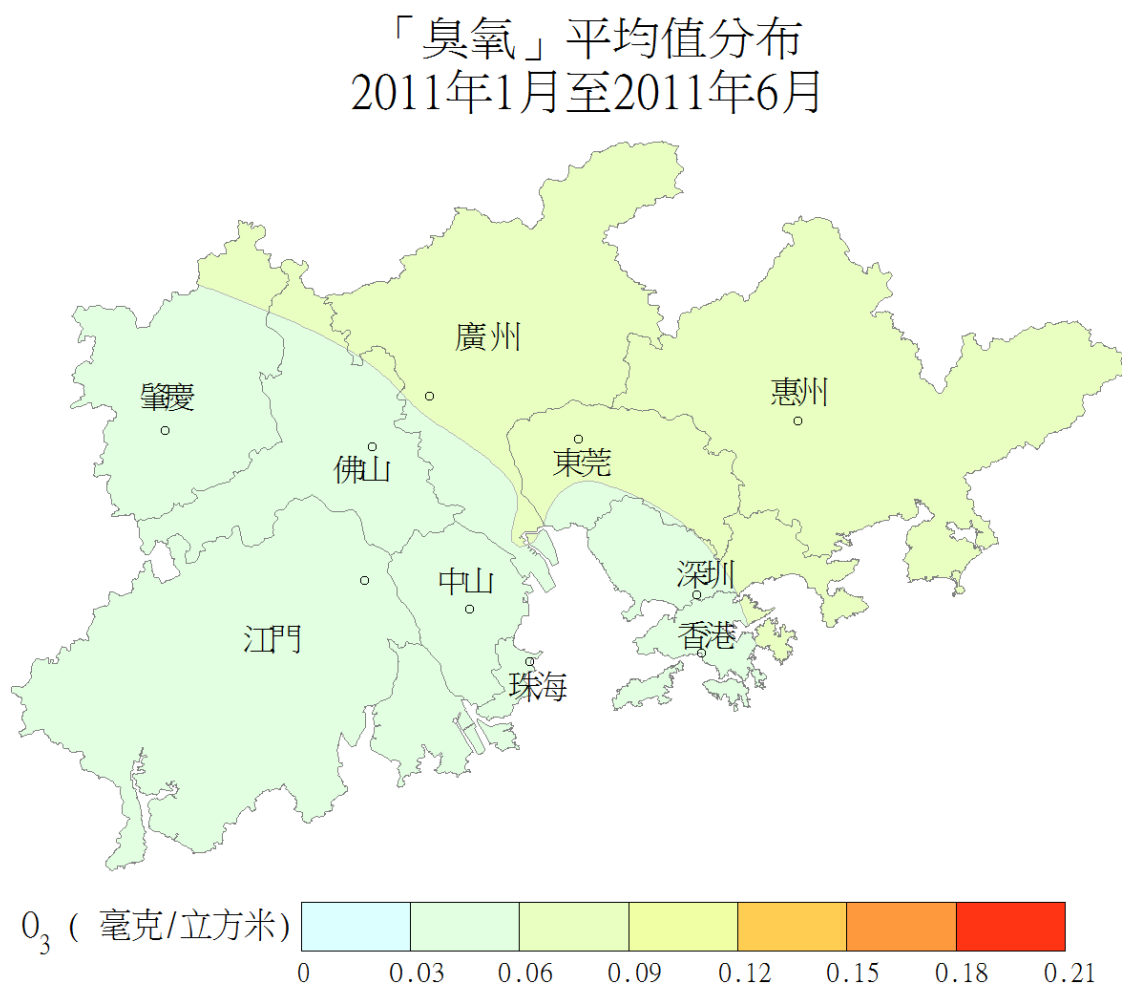 「臭氧」平均值分布
2011年1月至2011年6月
廣州
惠州
肇慶
東莞
佛山
深圳
中山
香港
江門
珠海
O₃ ( 毫克/立方米)
0 0.03 0.06 0.09 0.12 0.15 0.18 0.21